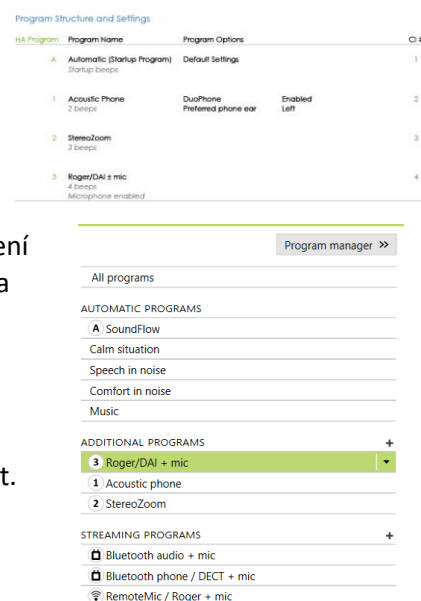 Program Structure and Settings
HA Program Program Name Program Options CI #
A Automatic (Startup Program) Default Settings 1
Startup beeps
1 Acoustic Phone DuoPhone Enabled 2
2 beeps Preferred phone ear Left
2 StereoZoom 3
3 beeps
3 Roger/DAI ± mic 4
4 beeps
Microphone enabled
ení
a
t.
Program manager >>
All programs
AUTOMATIC PROGRAMS
A SoundFlow
Calm situation
Speech in noise
Comfort in noise
Music
ADDITIONAL PROGRAMS +
3 Roger/DAI + mic
1 Acoustic phone
2 StereoZoom
STREAMING PROGRAMS +
Bluetooth audio + mic
Bluetooth phone / DECT + mic
RemoteMic / Roger + mic